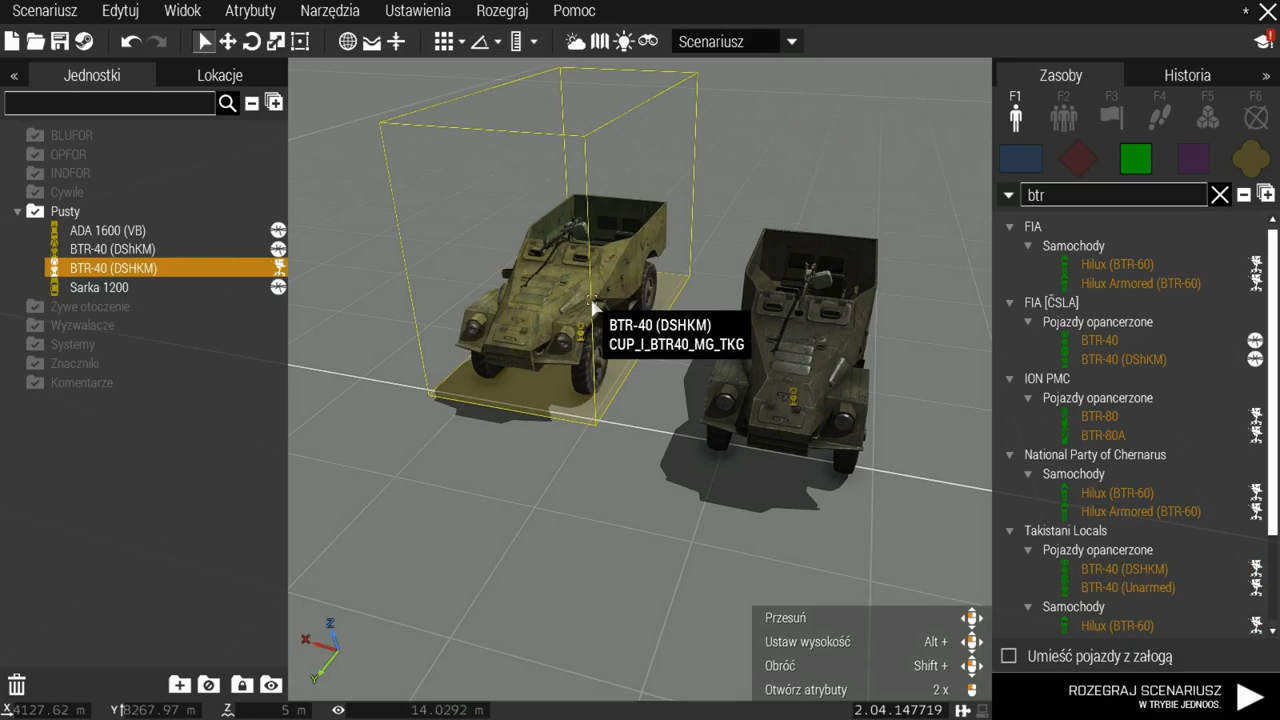 Scenariusz Edytuj Widok Atrybuty Narzędzia Ustawienia Rozegraj Pomoc *
Scenariusz
Jednostki Lokacje
BLUFOR
OPFOR
INDFOR
Cywile
Pusty
ADA 1600 (VB)
BTR-40 (DShKM)
BTR-40 (DSHKM)
Sarka 1200
Żywe otoczenie
Wyzwalacze
Systemy
Znaczniki
Komentarze
BTR-40 (DSHKM)
CUP_I_BTR40_MG_TKG
Zasoby Historia
F1 F2 F3 F4 F5 F6
btr
FIA
Samochody
Hilux (BTR-60)
Hilux Armored (BTR-60)
FIA [ČSLA]
Pojazdy opancerzone
BTR-40
BTR-40 (DShKM)
ION PMC
Pojazdy opancerzone
BTR-80
BTR-80A
National Party of Chernarus
Samochody
Hilux (BTR-60)
Hilux Armored (BTR-60)
Takistani Locals
Pojazdy opancerzone
BTR-40 (DSHKM)
BTR-40 (Unarmed)
Samochody
Hilux (BTR-60)
Umieść pojazdy z załogą
Przesuń
Ustaw wysokość Alt +
Obróć Shift +
Otwórz atrybuty 2 x
X Y Z
ROZEGRAJ SCENARIUSZ
W TRYBIE JEDNOOS.
X 4127.62 m Y 8267.97 m Z 5 m 14.0292 m 2.04.147719